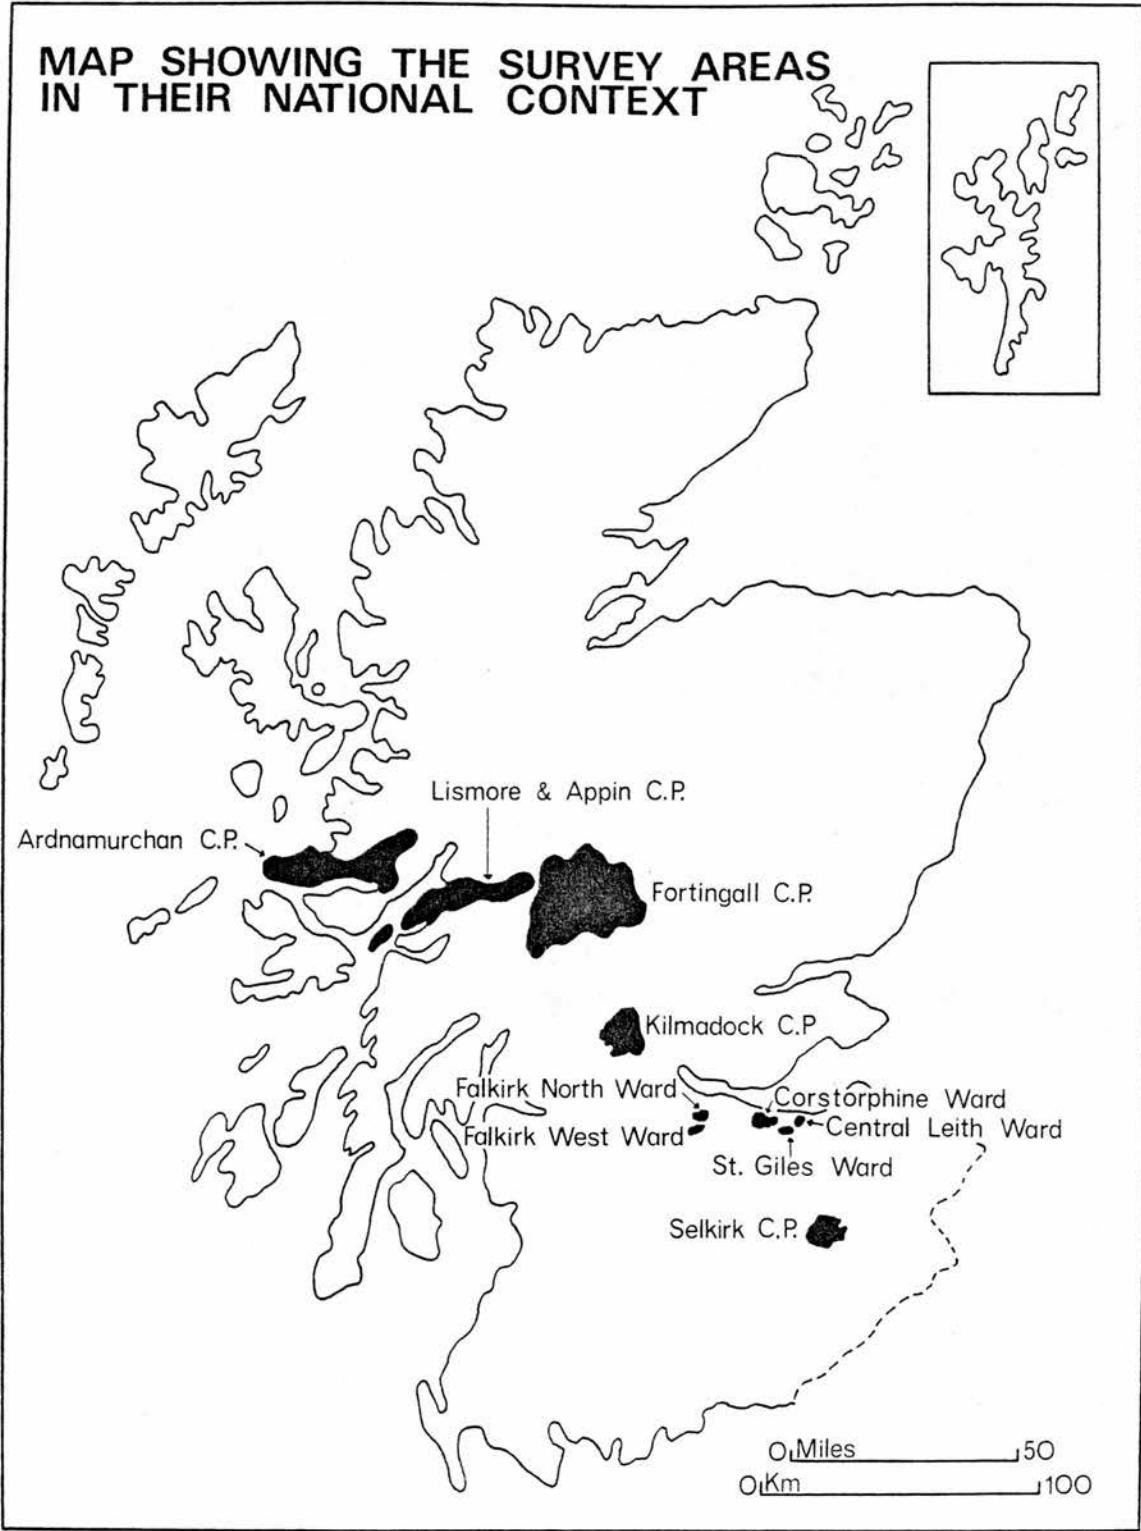 MAP SHOWING THE SURVEY AREAS
IN THEIR NATIONAL CONTEXT
Lismore & Appin C.P.
Ardnamurchan C.P.
Fortingall C.P.
Kilmadock C.P
Falkirk North Ward
Corstorphine Ward
Falkirk West Ward
Central Leith Ward
St. Giles Ward
Selkirk C.P.
0 Miles 50
0 Km 100